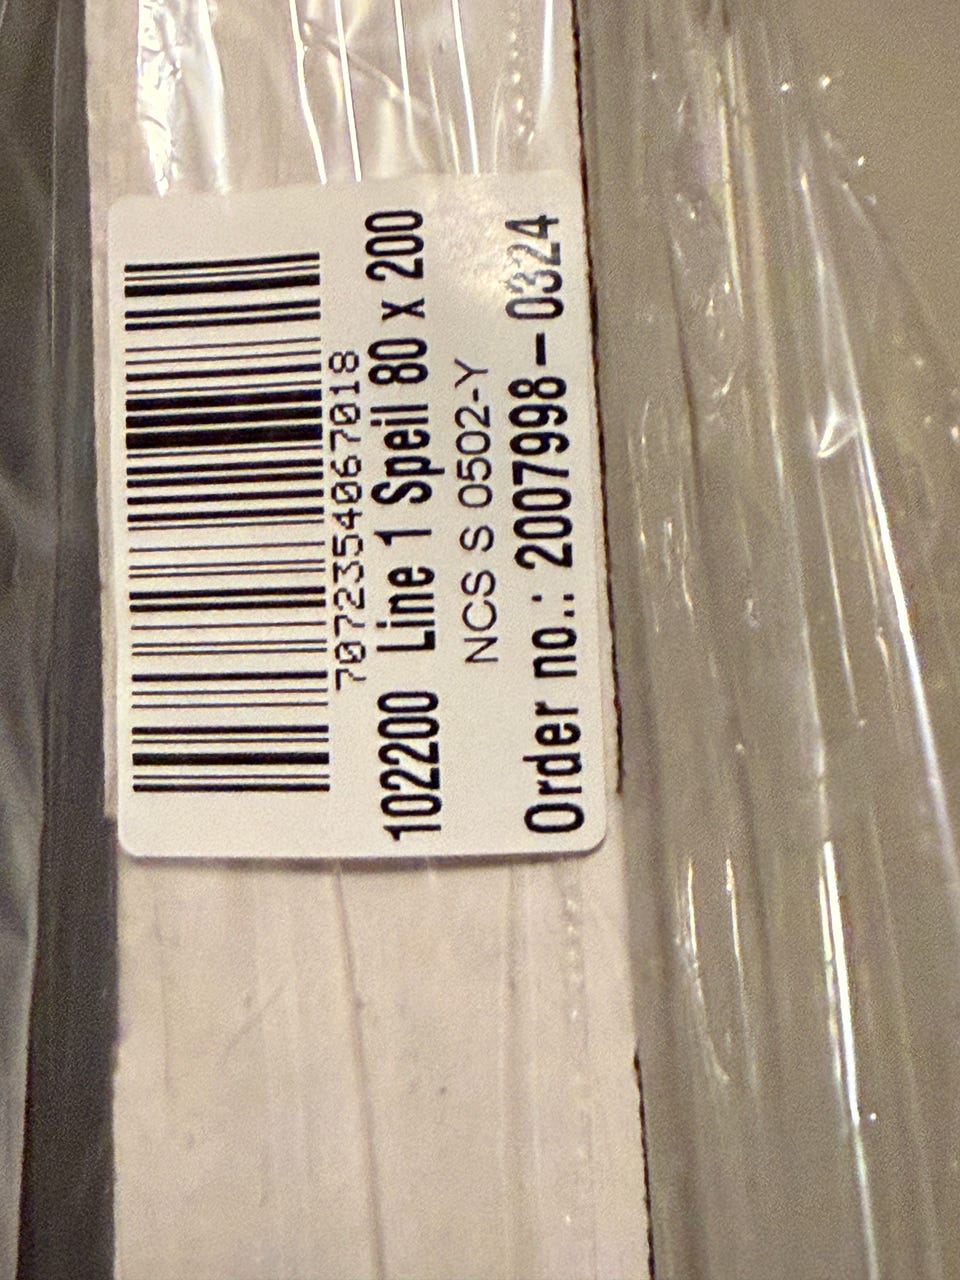 7072354067018
102200 Line 1 Speil 80 x 200
NCS S 0502-Y
Order no.: 2007998-0324